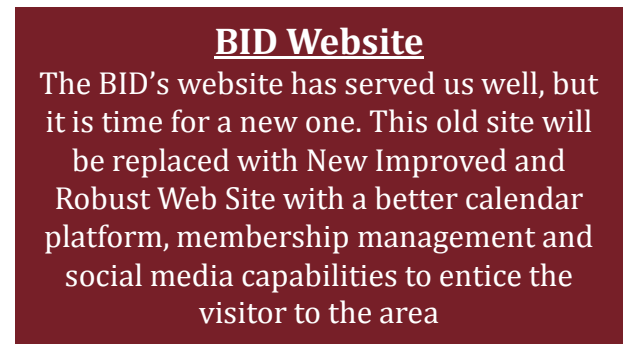 BID Website
The BID’s website has served us well, but
it is time for a new one. This old site will
be replaced with New Improved and
Robust Web Site with a better calendar
platform, membership management and
social media capabilities to entice the
visitor to the area